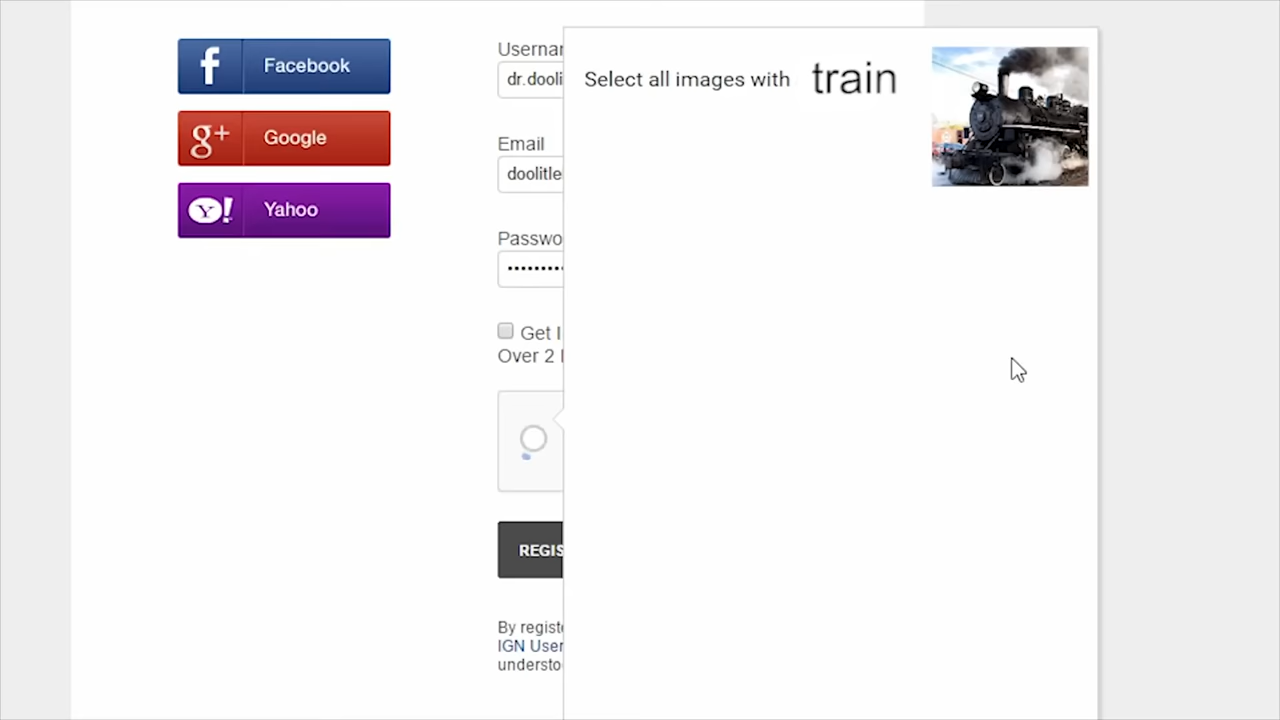 Facebook
g+ Google
Y! Yahoo
Userna
dr.dooli
Email
doolitle
Passwo
Get I
Over 2
REGIS
By registe
IGN User
understo
Select all images with train